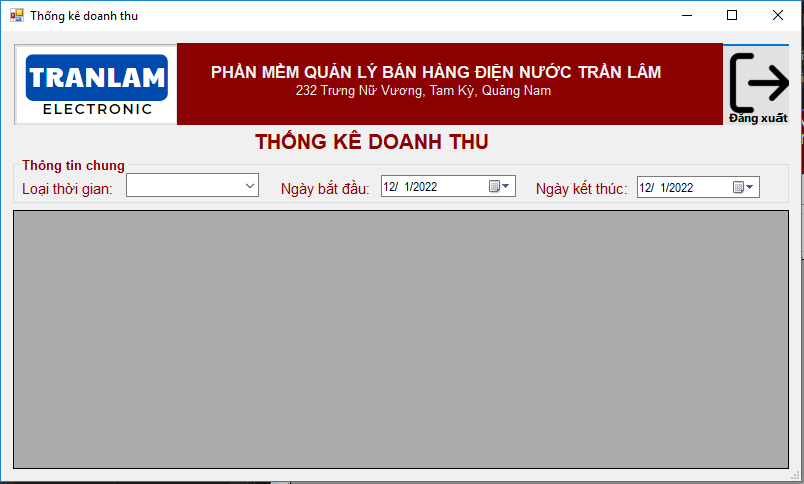 Thống kê doanh thu
TRANLAM
ELECTRONIC
PHẦN MỀM QUẢN LÝ BÁN HÀNG ĐIỆN NƯỚC TRẦN LÂM
232 Trưng Nữ Vương, Tam Kỳ, Quảng Nam
Đăng xuất
THỐNG KÊ DOANH THU
Thông tin chung
Loại thời gian:
Ngày bắt đầu: 12/ 1/2022
Ngày kết thúc: 12/ 1/2022